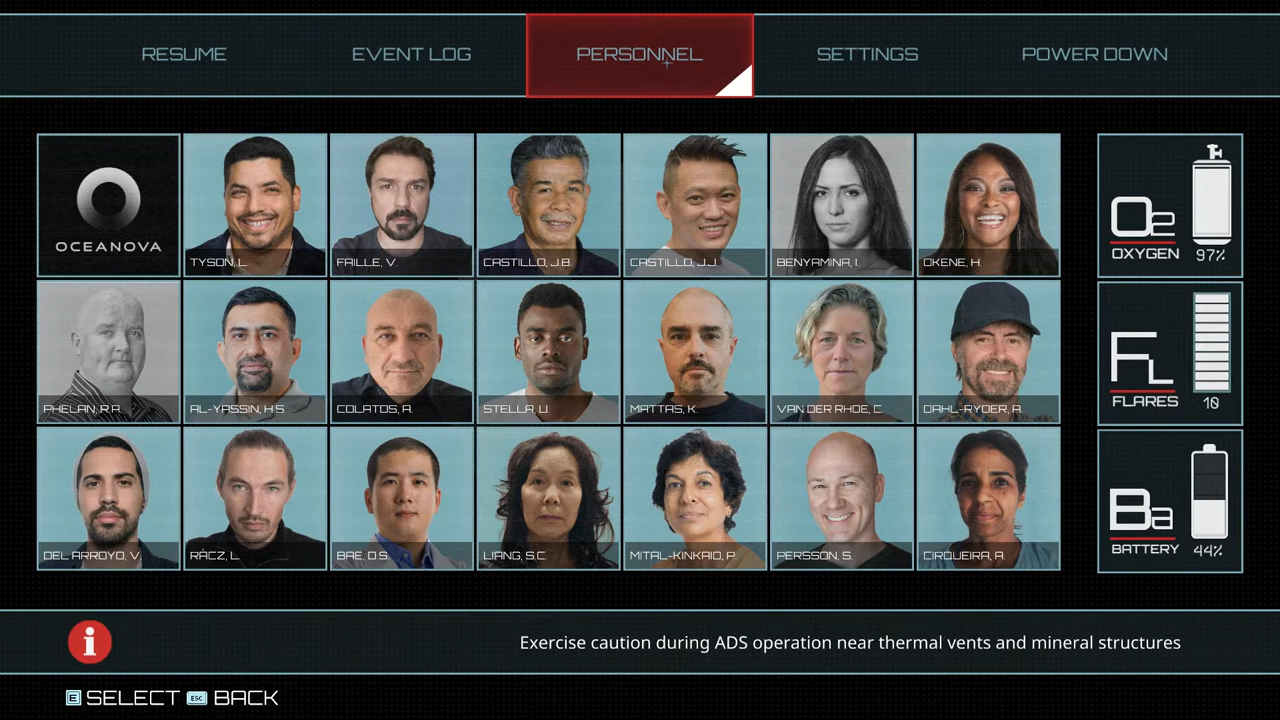 RESUME
EVENT LOG
PERSONNEL
SETTINGS
POWER DOWN
OCEANOVA
TYSON, L.
FAILLE, V.
CASTILLO, J.B.
CASTILLO, J.J.
BENYAMINA, I.
OKENE, H.
O2
OXYGEN
97%
PHELAN, R.A.
AL-YASSIN, H.S.
COLATOS, A.
STELLA, U.
MATTAS, K.
VAN DER RHOE, C.
DAHL-RYDER, A.
FL
FLARES
10
DEL ARROYO, V.
RÁCZ, L.
BAE, D.S.
LIANG, S.C.
MITAL-KINKAID, P.
PERSSON, S.
CIRQUEIRA, A.
Ba
BATTERY
44%
i
Exercise caution during ADS operation near thermal vents and mineral structures
E SELECT ESC BACK